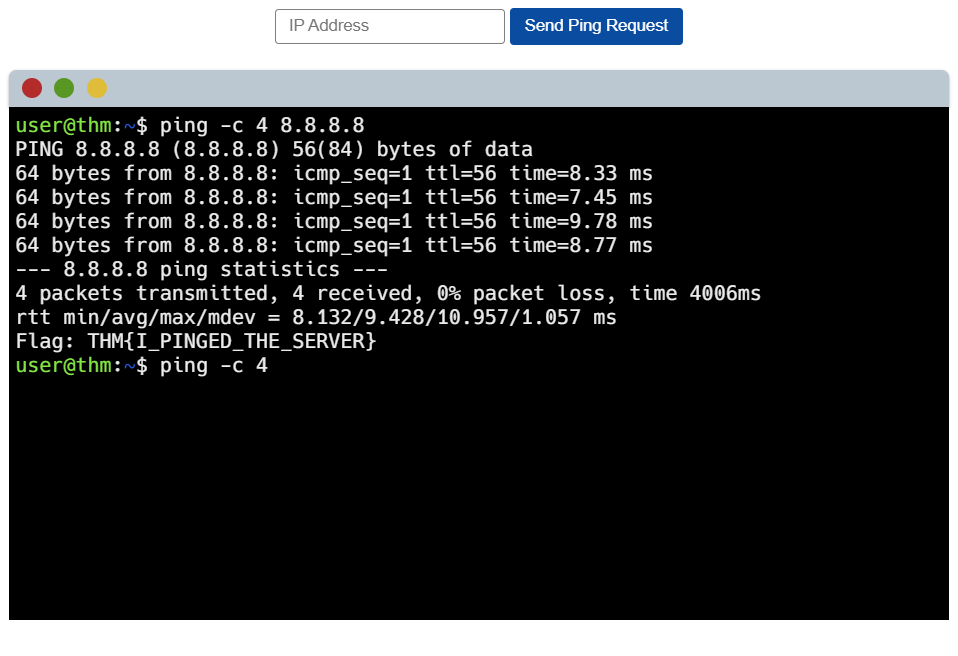 IP Address
Send Ping Request
user@thm:~$ ping -c 4 8.8.8.8
PING 8.8.8.8 (8.8.8.8) 56(84) bytes of data
64 bytes from 8.8.8.8: icmp_seq=1 ttl=56 time=8.33 ms
64 bytes from 8.8.8.8: icmp_seq=1 ttl=56 time=7.45 ms
64 bytes from 8.8.8.8: icmp_seq=1 ttl=56 time=9.78 ms
64 bytes from 8.8.8.8: icmp_seq=1 ttl=56 time=8.77 ms
--- 8.8.8.8 ping statistics ---
4 packets transmitted, 4 received, 0% packet loss, time 4006ms
rtt min/avg/max/mdev = 8.132/9.428/10.957/1.057 ms
Flag: THM{I_PINGED_THE_SERVER}
user@thm:~$ ping -c 4